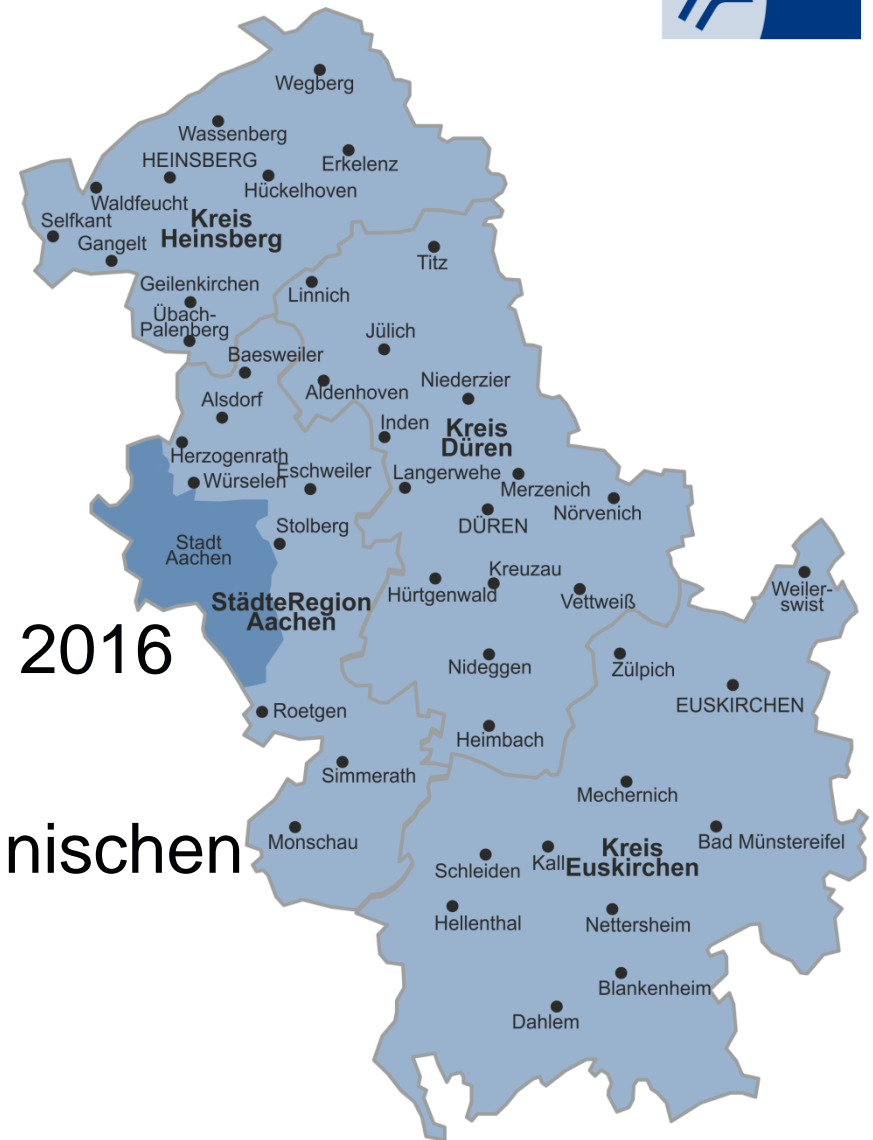 Wegberg
Wassenberg
HEINSBERG
Erkelenz
Hückelhoven
Waldfeucht
Selfkant
Kreis
Heinsberg
Gangelt
Titz
Geilenkirchen
Linnich
Übach-
Palenberg
Jülich
Baesweiler
Niederzier
Aldenhoven
Alsdorf
Inden
Kreis
Düren
Herzogenrath
Eschweiler
Langerwehe
Würselen
Merzenich
Nörvenich
Stolberg
DÜREN
Stadt
Aachen
Kreuzau
Hürtgenwald
Vettweiß
Weiler-
swist
StädteRegion
Aachen
2016
Nideggen
Zülpich
EUSKIRCHEN
Roetgen
Heimbach
Simmerath
Mechernich
nischen
Monschau
Bad Münstereifel
Schleiden
Kall
Kreis
Euskirchen
Hellenthal
Nettersheim
Blankenheim
Dahlem